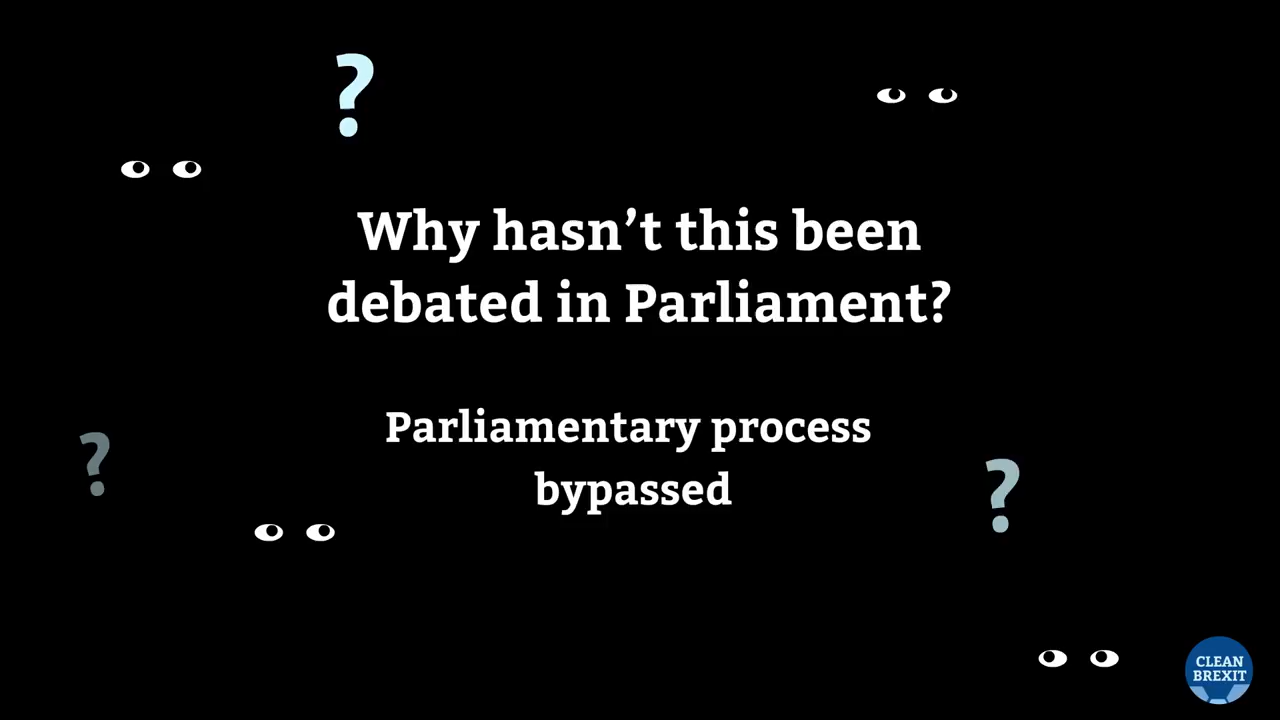 ?
Why hasn’t this been
debated in Parliament?
Parliamentary process
bypassed
?
?
CLEAN
BREXIT